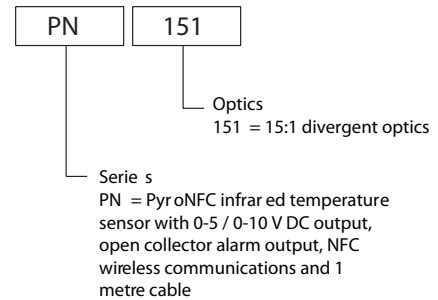 PN 151
Optics
151 = 15:1 divergent optics
Serie s
PN = Pyr oNFC infrar ed temperature
sensor with 0-5 / 0-10 V DC output,
open collector alarm output, NFC
wireless communications and 1
metre cable